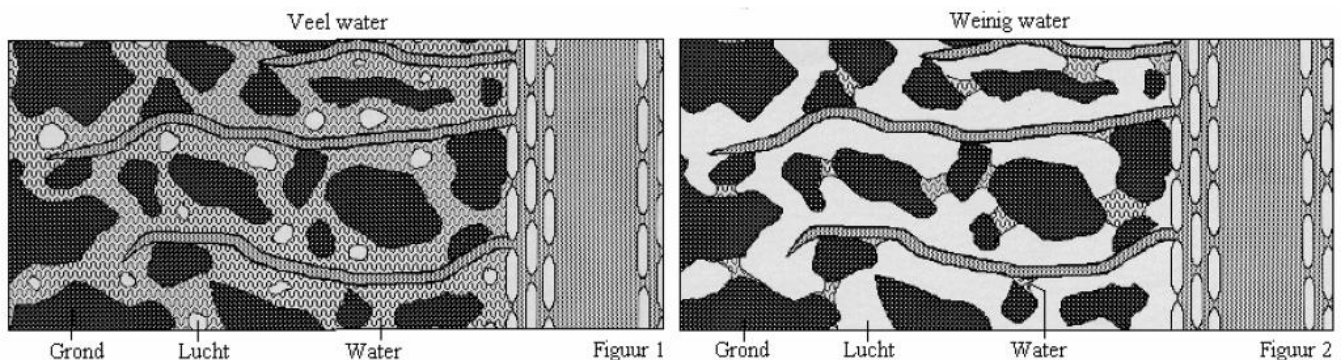 Veel water
Weinig water
Grond
Lucht
Water
Figuur 1
Grond
Lucht
Water
Figuur 2